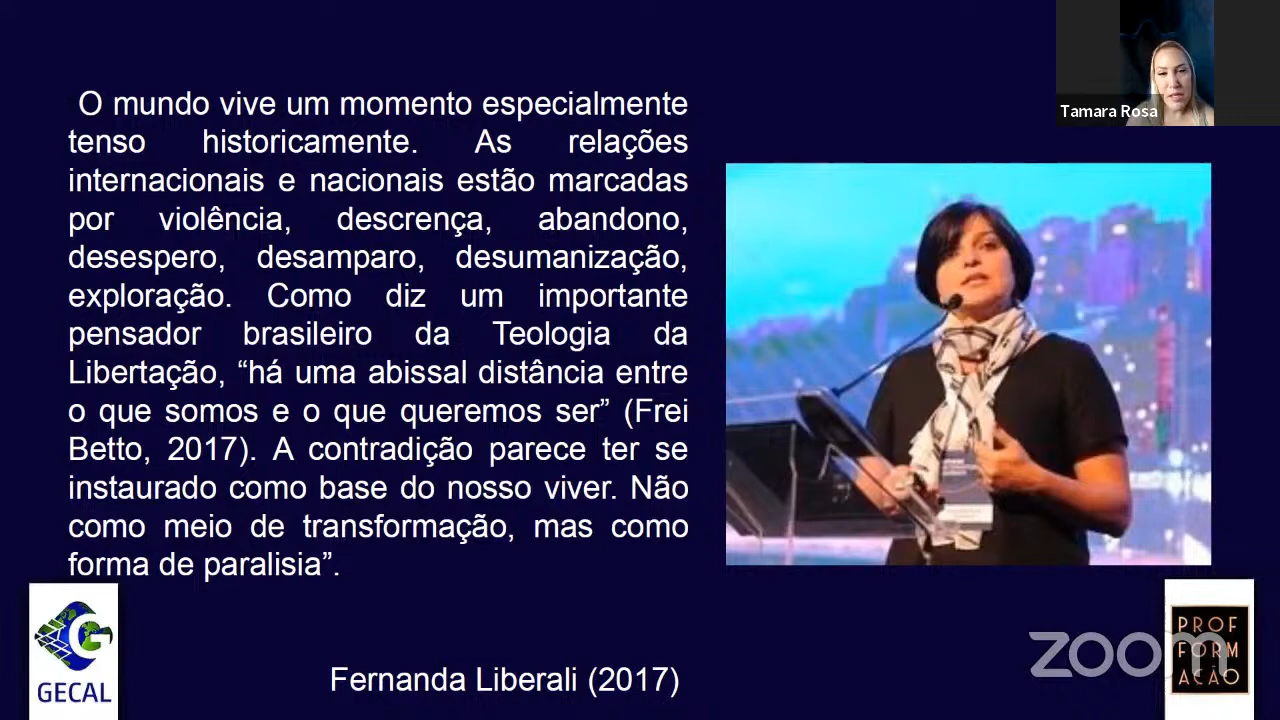 O mundo vive um momento especialmente
tenso historicamente. As relações
internacionais e nacionais estão marcadas
por violência, descrença, abandono,
desespero, desamparo, desumanização,
exploração. Como diz um importante
pensador brasileiro da Teologia da
Libertação, “há uma abissal distância entre
o que somos e o que queremos ser” (Frei
Betto, 2017). A contradição parece ter se
instaurado como base do nosso viver. Não
como meio de transformação, mas como
forma de paralisia”.
Fernanda Liberali (2017)
Tamara Rosa
GECAL
zoom
PROF
FORM
AÇÃO